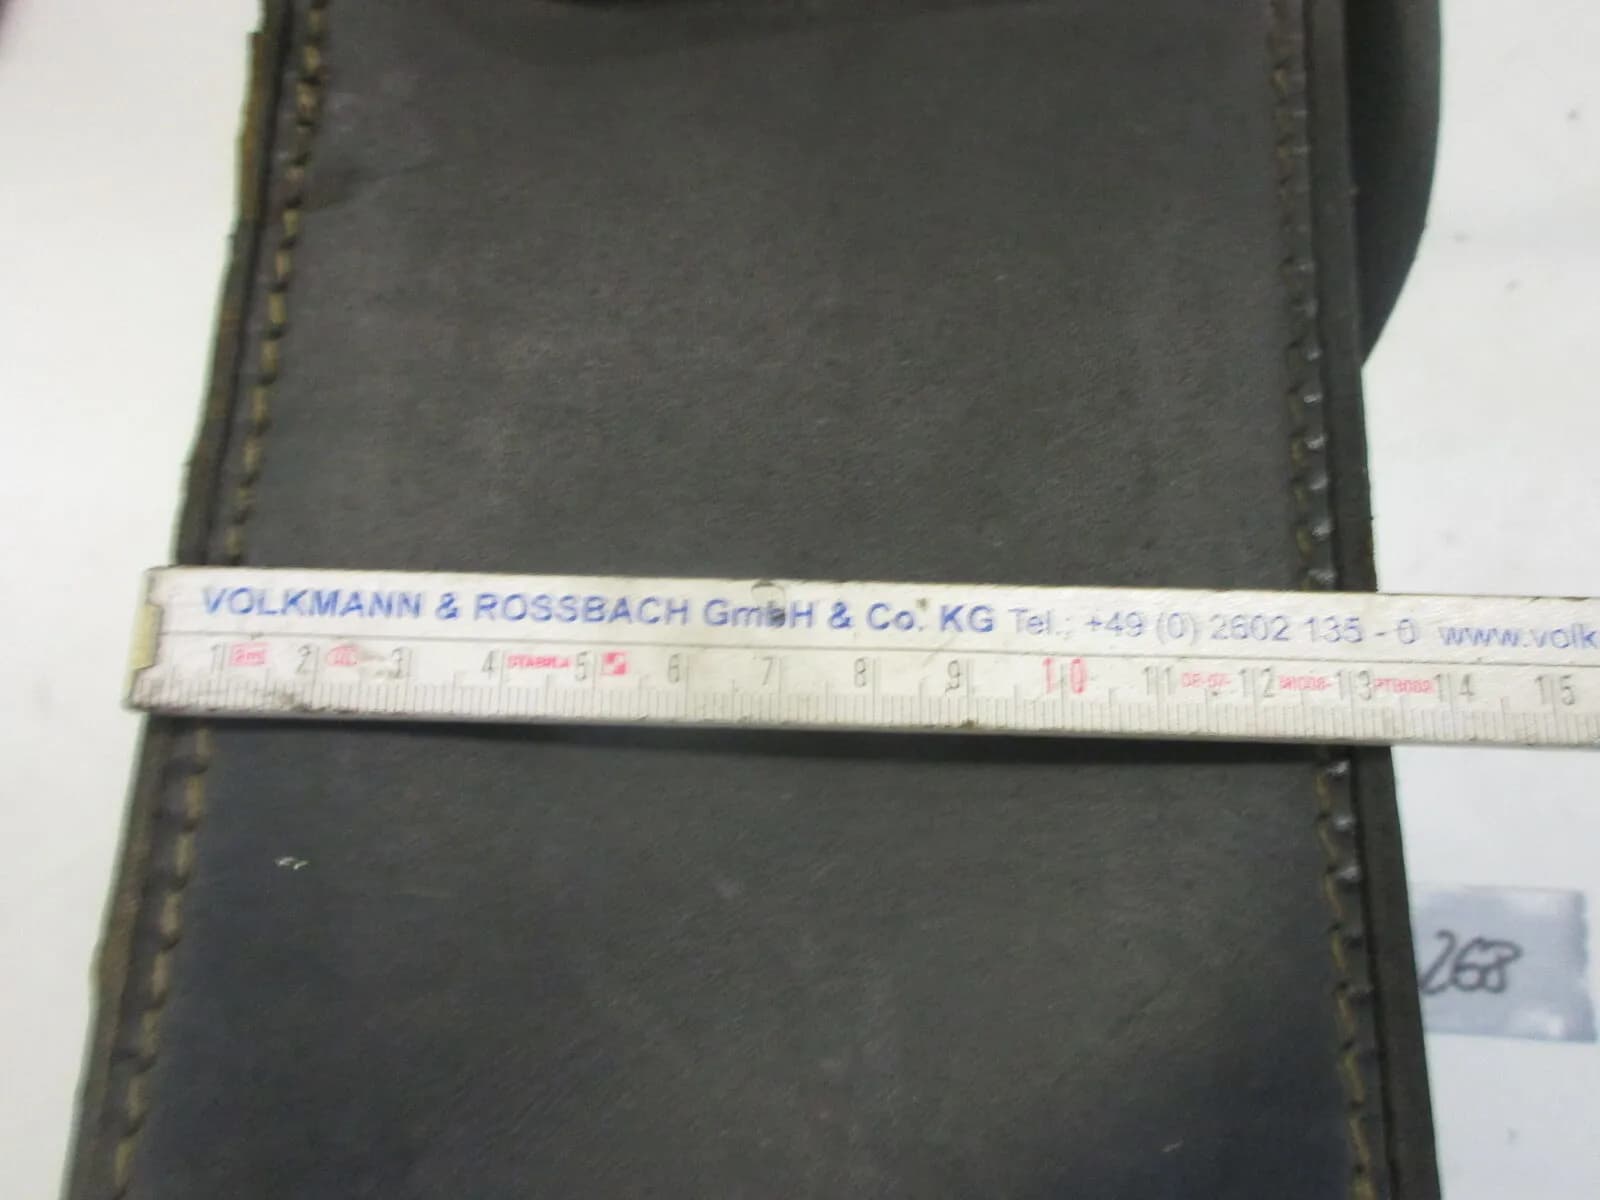 VOLKMANN & ROSSBACH GmbH & Co. KG Tel.: +49 (0) 2602 135 - 0 www.volk
1 2 3 4 STABILA 5 6 7 8 9 10 11 12 13 14 15
268